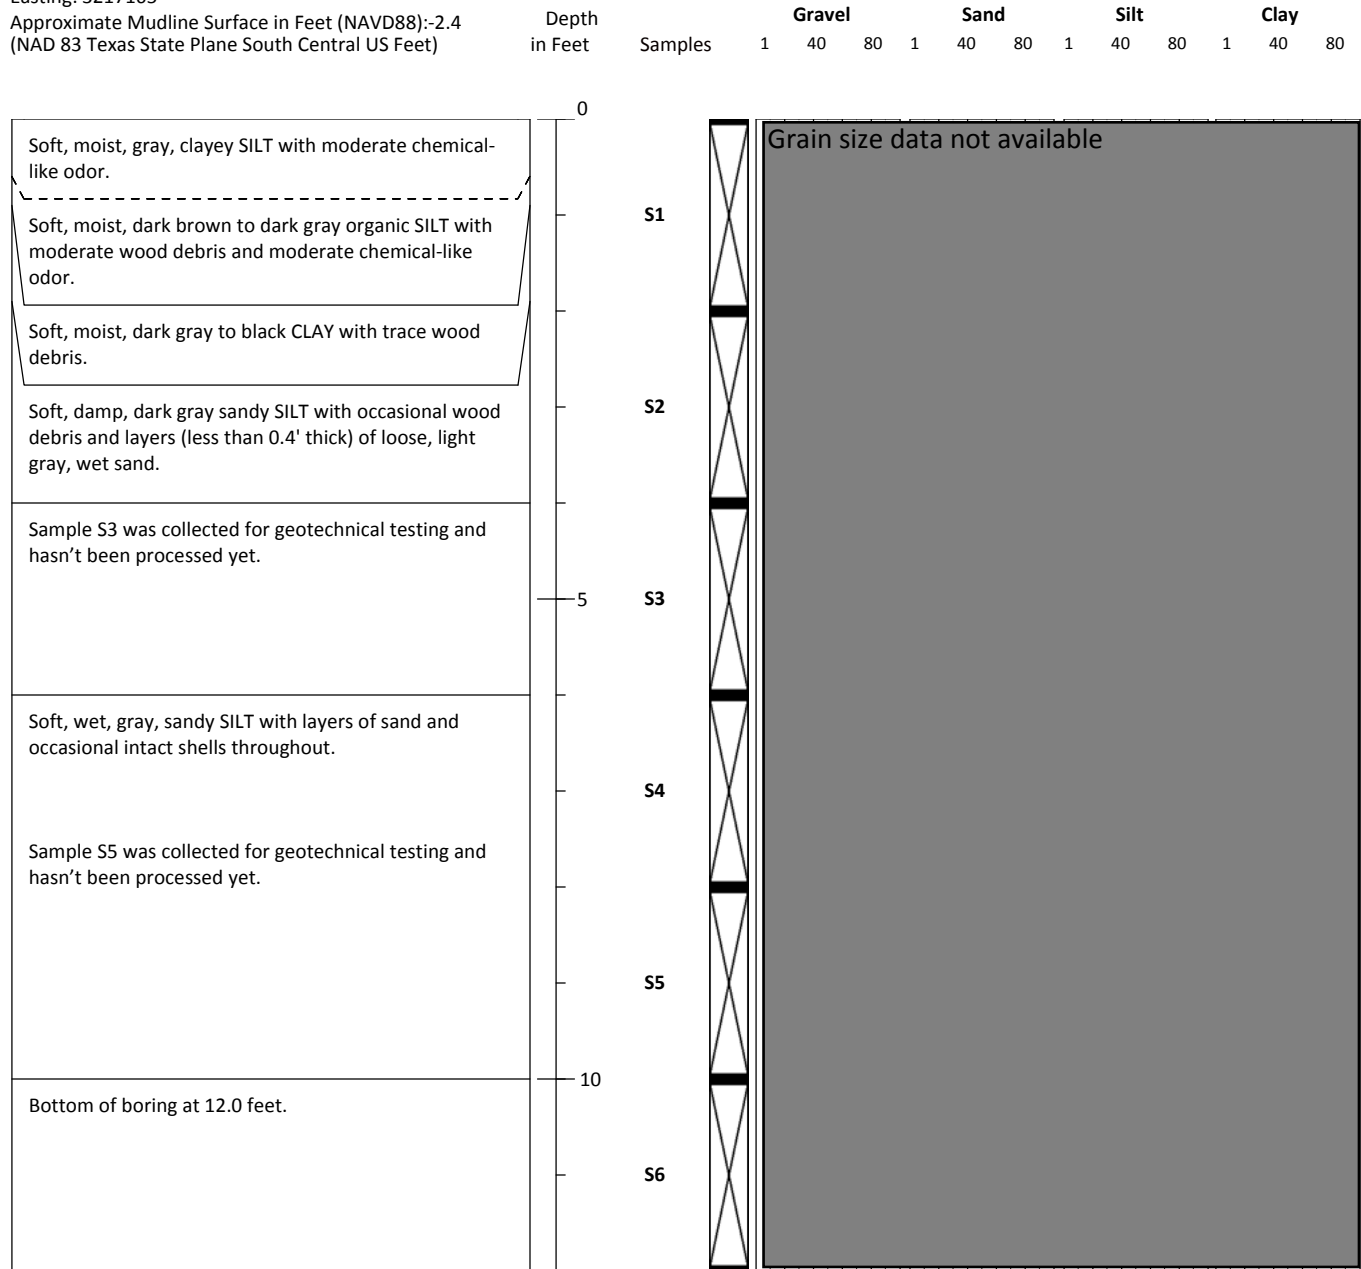 Approximate Mudline Surface in Feet (NAVD88):-2.4
(NAD 83 Texas State Plane South Central US Feet)
Depth
in Feet
Samples
Gravel Sand Silt Clay
1 40 80 1 40 80 1 40 80 1 40 80
0
Soft, moist, gray, clayey SILT with moderate chemical-
like odor.
Soft, moist, dark brown to dark gray organic SILT with
moderate wood debris and moderate chemical-like
odor.
Soft, moist, dark gray to black CLAY with trace wood
debris.
Soft, damp, dark gray sandy SILT with occasional wood
debris and layers (less than 0.4' thick) of loose, light
gray, wet sand.
Sample S3 was collected for geotechnical testing and
hasn’t been processed yet.
5
Soft, wet, gray, sandy SILT with layers of sand and
occasional intact shells throughout.
Sample S5 was collected for geotechnical testing and
hasn’t been processed yet.
10
Bottom of boring at 12.0 feet.
S1
S2
S3
S4
S5
S6
Grain size data not available